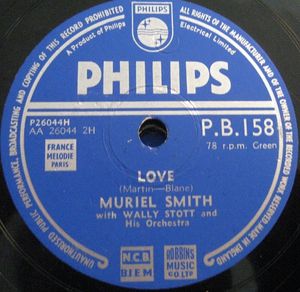 UNAUTHORISED PUBLIC PERFORMANCE, BROADCASTING AND COPYING OF THIS RECORD PROHIBITED
ALL RIGHTS OF THE MANUFACTURER AND OF THE OWNER OF THE RECORDED WORK RESERVED MADE IN ENGLAND
PHILIPS
A Product of Philips Electrical Limited
PHILIPS
P26044H
AA 26044 2H
P.B.158
78 r.p.m. Green
FRANCE
MELODIE
PARIS
LOVE
(Martin—Blane)
MURIEL SMITH
with WALLY STOTT and
His Orchestra
N.C.B.
B I E M
ROBBINS
MUSIC
CO LTD